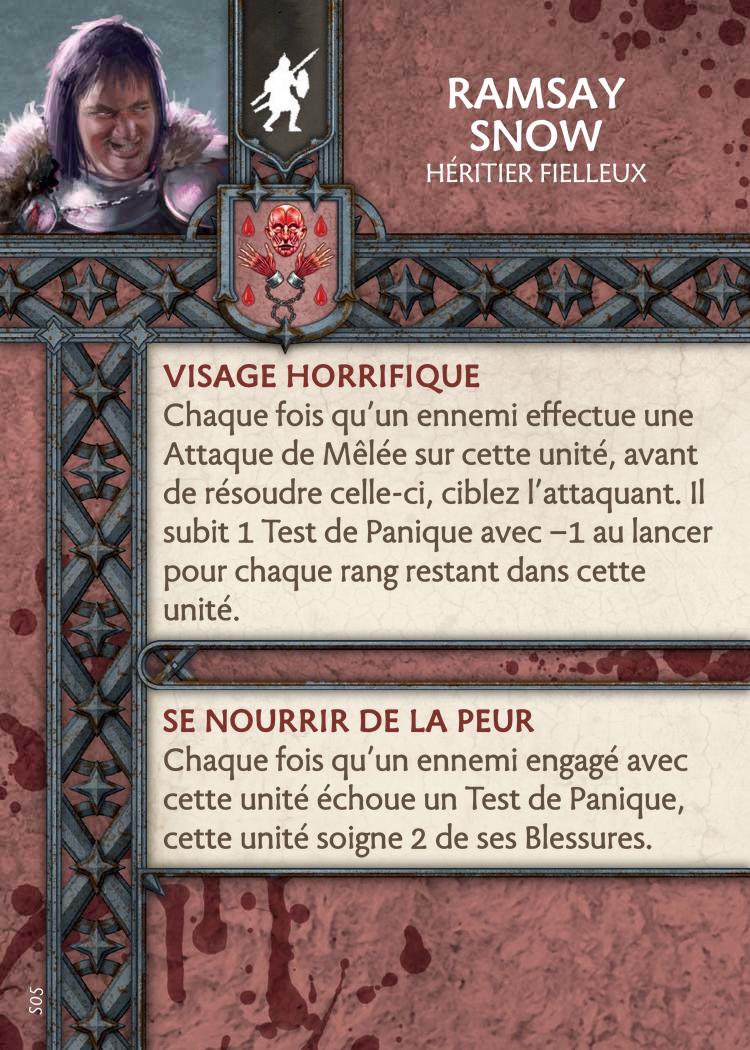 RAMSAY
SNOW
HÉRITIER FIELLEUX
VISAGE HORRIFIQUE
Chaque fois qu’un ennemi effectue une
Attaque de Mêlée sur cette unité, avant
de résoudre celle-ci, ciblez l’attaquant. Il
subit 1 Test de Panique avec −1 au lancer
pour chaque rang restant dans cette
unité.
SE NOURRIR DE LA PEUR
Chaque fois qu’un ennemi engagé avec
cette unité échoue un Test de Panique,
cette unité soigne 2 de ses Blessures.
S05